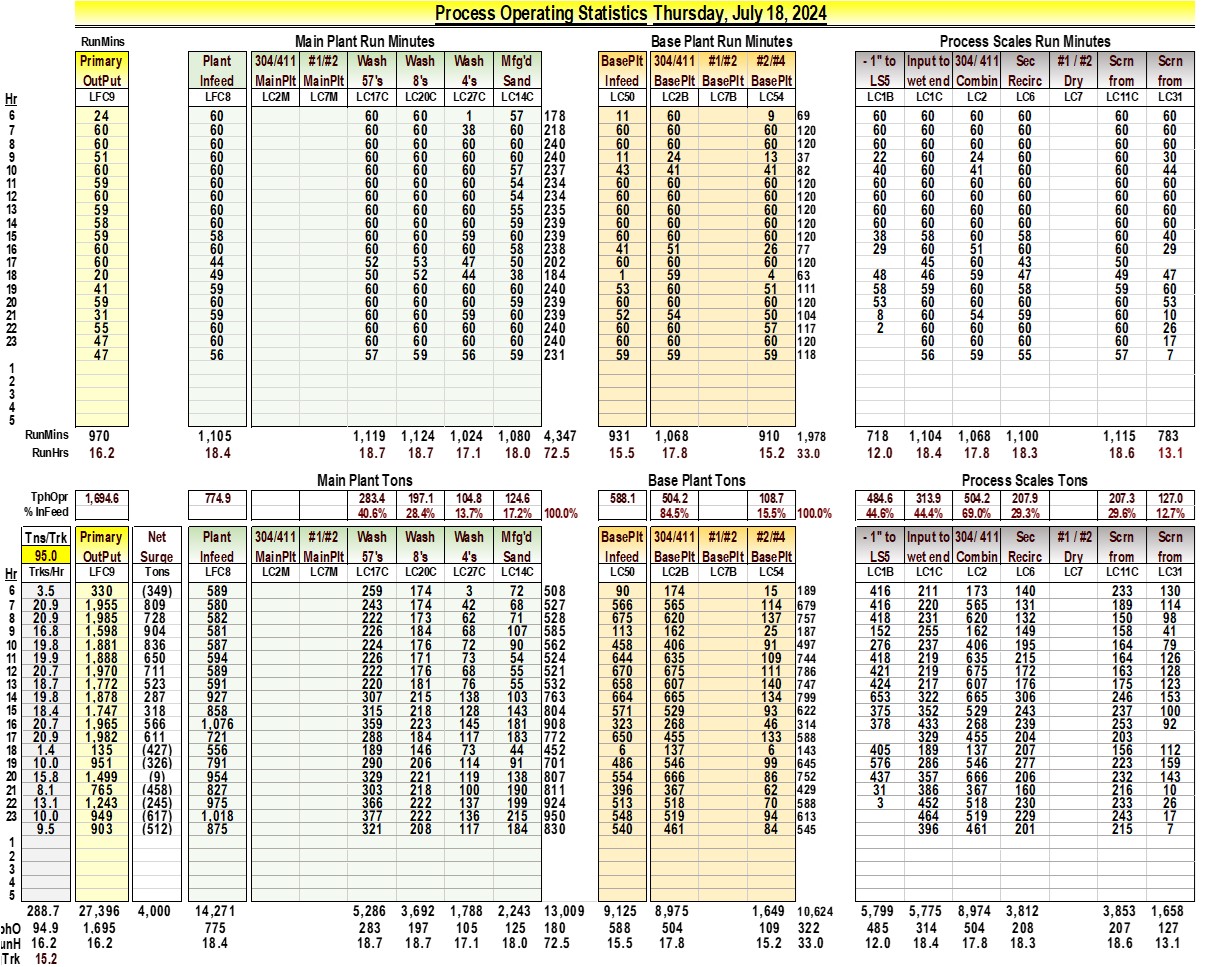 Process Operating Statistics Thursday, July 18, 2024
RunMins Main Plant Run Minutes Base Plant Run Minutes Process Scales Run Minutes
Primary Plant 304/411 #1/#2 Wash Wash Wash Mfg'd BasePlt 304/411 #1/#2 #2/#4 - 1" to Input to 304/ 411 Sec #1 / #2 Scrn Scrn
OutPut Infeed MainPlt MainPlt 57's 8's 4's Sand Infeed BasePlt BasePlt BasePlt LS5 wet end Combin Recirc Dry from from
Hr LFC9 LFC8 LC2M LC7M LC17C LC20C LC27C LC14C LC50 LC2B LC7B LC54 LC1B LC1C LC2 LC6 LC7 LC11C LC31
6 24 60 60 60 1 57 178 11 60 9 69 60 60 60 60 60 60
7 60 60 60 60 38 60 218 60 60 60 120 60 60 60 60 60 60
8 60 60 60 60 60 60 240 60 60 60 120 60 60 60 60 60 60
9 51 60 60 60 60 60 240 11 24 13 37 22 60 24 60 60 30
10 60 60 60 60 60 57 237 43 41 41 82 40 60 41 60 60 44
11 59 60 60 60 60 54 234 60 60 60 120 60 60 60 60 60 60
12 60 60 60 60 60 54 234 60 60 60 120 60 60 60 60 60 60
13 59 60 60 60 60 55 235 60 60 60 120 60 60 60 60 60 60
14 58 60 60 60 60 59 239 60 60 60 120 60 60 60 60 60 60
15 59 58 60 60 59 60 239 60 60 60 120 38 58 60 58 60 40
16 60 60 60 60 60 58 238 41 51 26 77 29 60 51 60 60 29
17 60 44 52 53 47 50 202 60 60 60 120 45 60 43 50
18 20 49 50 52 44 38 184 1 59 4 63 48 46 59 47 49 47
19 41 59 60 60 60 60 240 53 60 51 111 58 59 60 58 59 60
20 59 60 60 60 60 59 239 60 60 60 120 53 60 60 60 60 53
21 31 59 60 60 59 60 239 52 54 50 104 8 60 54 59 60 10
22 55 60 60 60 60 60 240 60 60 57 117 2 60 60 60 60 26
23 47 60 60 60 60 60 240 60 60 60 120 60 60 60 60 17
47 56 57 59 56 59 231 59 59 59 118 56 59 55 57 7
1
2
3
4
5
RunMins 970 1,105 1,119 1,124 1,024 1,080 4,347 931 1,068 910 1,978 718 1,104 1,068 1,100 1,115 783
RunHrs 16.2 18.4 18.7 18.7 17.1 18.0 72.5 15.5 17.8 15.2 33.0 12.0 18.4 17.8 18.3 18.6 13.1
Main Plant Tons Base Plant Tons Process Scales Tons
TphOpr 1,694.6 774.9 283.4 197.1 104.8 124.6 588.1 504.2 108.7 484.6 313.9 504.2 207.9 207.3 127.0
% InFeed 40.6% 28.4% 13.7% 17.2% 100.0% 84.5% 15.5% 100.0% 44.6% 44.4% 69.0% 29.3% 29.6% 12.7%
Tns/Trk Primary Net Plant 304/411 #1/#2 Wash Wash Wash Mfg'd BasePlt 304/411 #1/#2 #2/#4 - 1" to Input to 304/ 411 Sec #1 / #2 Scrn Scrn
95.0 OutPut Surge Infeed MainPlt MainPlt 57's 8's 4's Sand Infeed BasePlt BasePlt BasePlt LS5 wet end Combin Recirc Dry from from
Hr Trks/Hr LFC9 Tons LFC8 LC2M LC7M LC17C LC20C LC27C LC14C LC50 LC2B LC7B LC54 LC1B LC1C LC2 LC6 LC7 LC11C LC31
6 3.5 330 (349) 589 259 174 3 72 508 90 174 15 189 416 211 173 140 233 130
7 20.9 1,955 809 580 243 174 42 68 527 566 565 114 679 416 220 565 131 189 114
8 20.9 1,985 728 582 222 173 62 71 528 675 620 137 757 418 231 620 132 150 98
9 16.8 1,598 904 581 226 184 68 107 585 113 162 25 187 152 255 162 149 158 41
10 19.8 1,881 836 587 224 176 72 90 562 458 406 91 497 276 237 406 195 164 79
11 19.9 1,888 650 594 226 171 73 54 524 644 635 109 744 418 219 635 215 164 126
12 20.7 1,970 711 589 222 176 68 55 521 670 675 111 786 421 219 675 172 163 128
13 18.7 1,772 523 591 220 181 76 55 532 658 607 140 747 424 217 607 176 175 123
14 19.8 1,878 287 927 307 215 138 103 763 664 665 134 799 653 322 665 306 246 153
15 18.4 1,747 318 858 315 218 128 143 804 571 529 93 622 375 352 529 243 237 100
16 20.7 1,965 566 1,076 359 223 145 181 908 323 268 46 314 378 433 268 239 253 92
17 20.9 1,982 611 721 288 184 117 183 772 650 455 133 588 329 455 204 203
18 1.4 135 (427) 556 189 146 73 44 452 6 137 6 143 405 189 137 207 156 112
19 10.0 951 (326) 791 290 206 114 91 701 486 546 99 645 576 286 546 277 223 159
20 15.8 1,499 (9) 954 329 221 119 138 807 554 666 86 752 437 357 666 206 232 143
21 8.1 765 (458) 827 303 218 100 190 811 396 367 62 429 31 386 367 160 216 10
22 13.1 1,243 (245) 975 366 222 137 199 924 513 518 70 588 3 452 518 230 233 26
23 10.0 949 (617) 1,018 377 222 136 215 950 548 519 94 613 464 519 229 243 17
9.5 903 (512) 875 321 208 117 184 830 540 461 84 545 396 461 201 215 7
1
2
3
4
5
288.7 27,396 4,000 14,271 5,286 3,692 1,788 2,243 13,009 9,125 8,975 1,649 10,624 5,799 5,775 8,974 3,812 3,853 1,658
phO 94.9 1,695 775 283 197 105 125 180 588 504 109 322 485 314 504 208 207 127
unH 16.2 16.2 18.4 18.7 18.7 17.1 18.0 72.5 15.5 17.8 15.2 33.0 12.0 18.4 17.8 18.3 18.6 13.1
Trk 15.2